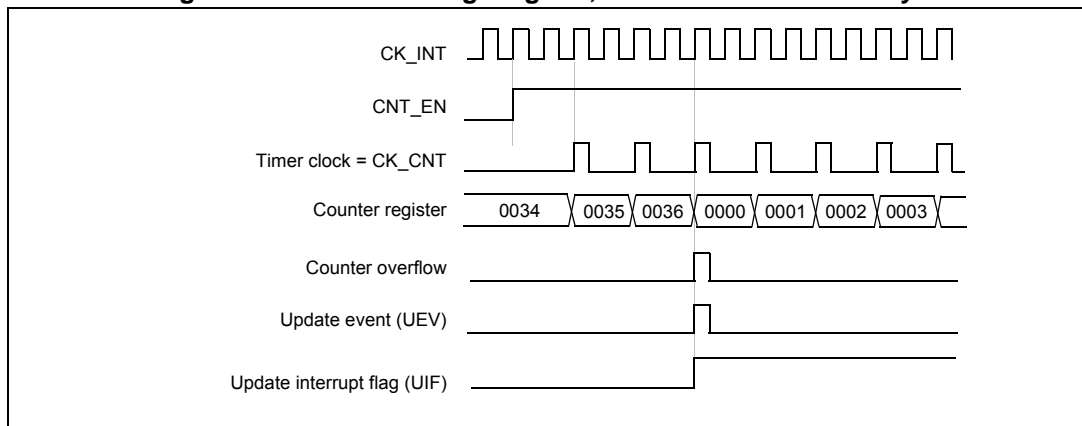 CK_INT
CNT_EN
Timer clock = CK_CNT
Counter register 0034 0035 0036 0000 0001 0002 0003
Counter overflow
Update event (UEV)
Update interrupt flag (UIF)